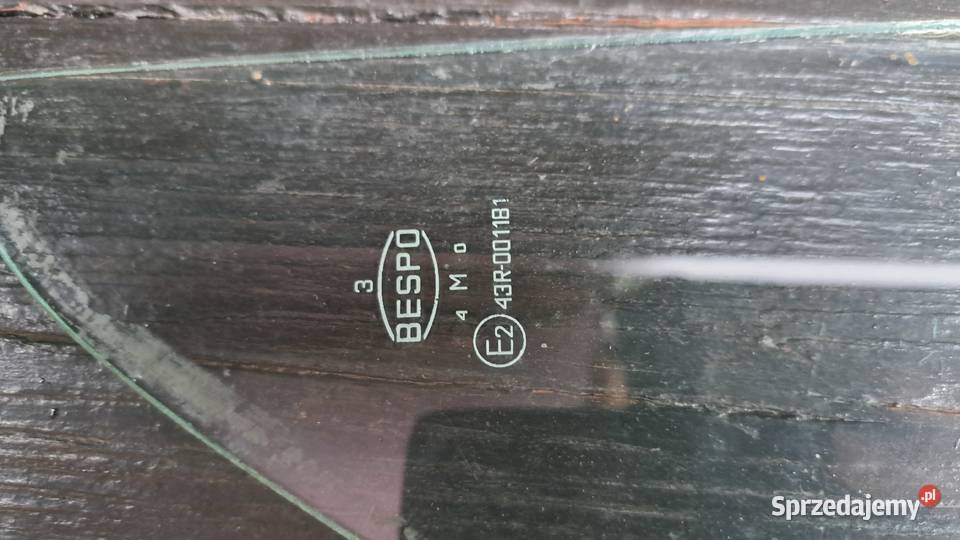 3
BESPO
4 M 0
E2 43R-001181
Sprzedajemy.pl